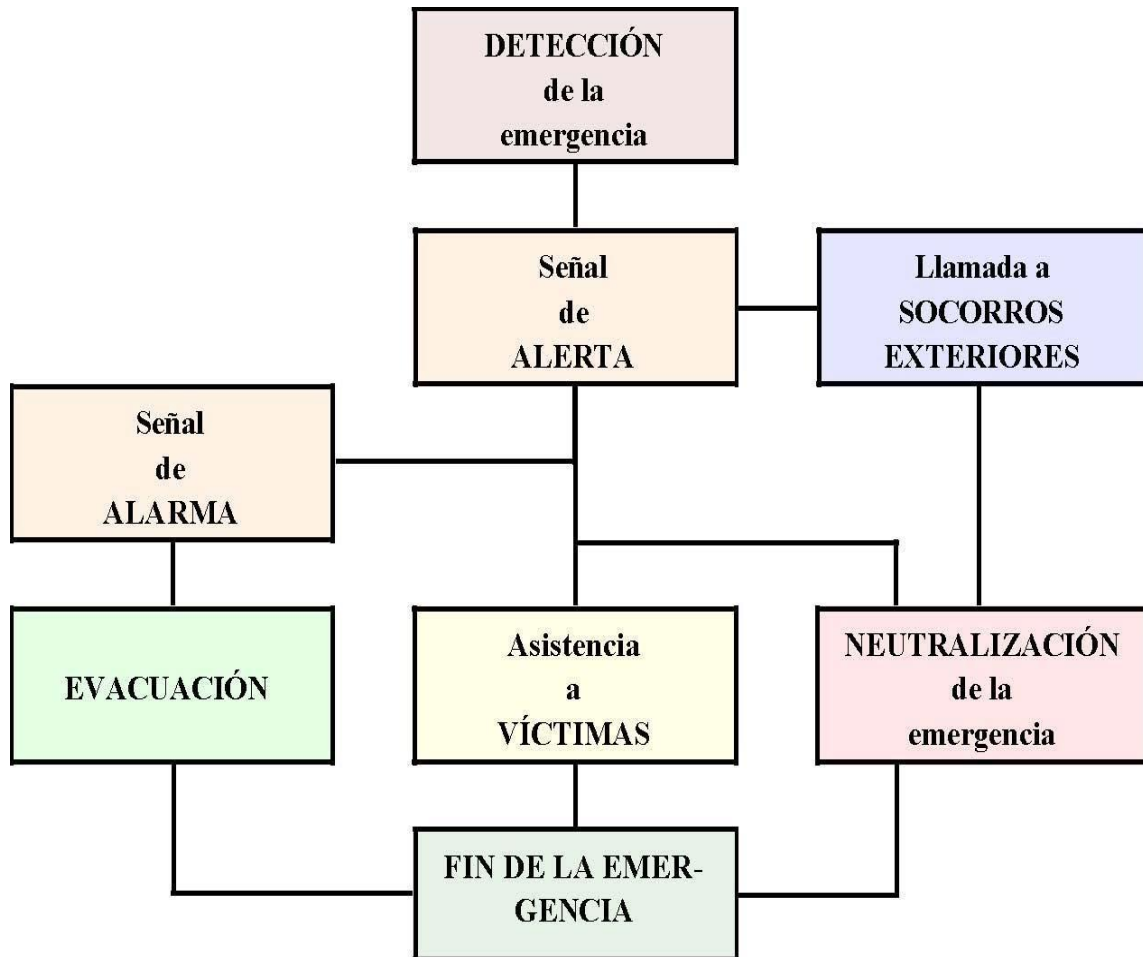 DETECCIÓN
de la
emergencia
Señal
de
ALERTA
Llamada a
SOCORROS
EXTERIORES
Señal
de
ALARMA
EVACUACIÓN
Asistencia
a
VÍCTIMAS
NEUTRALIZACIÓN
de la
emergencia
FIN DE LA EMER-
GENCIA